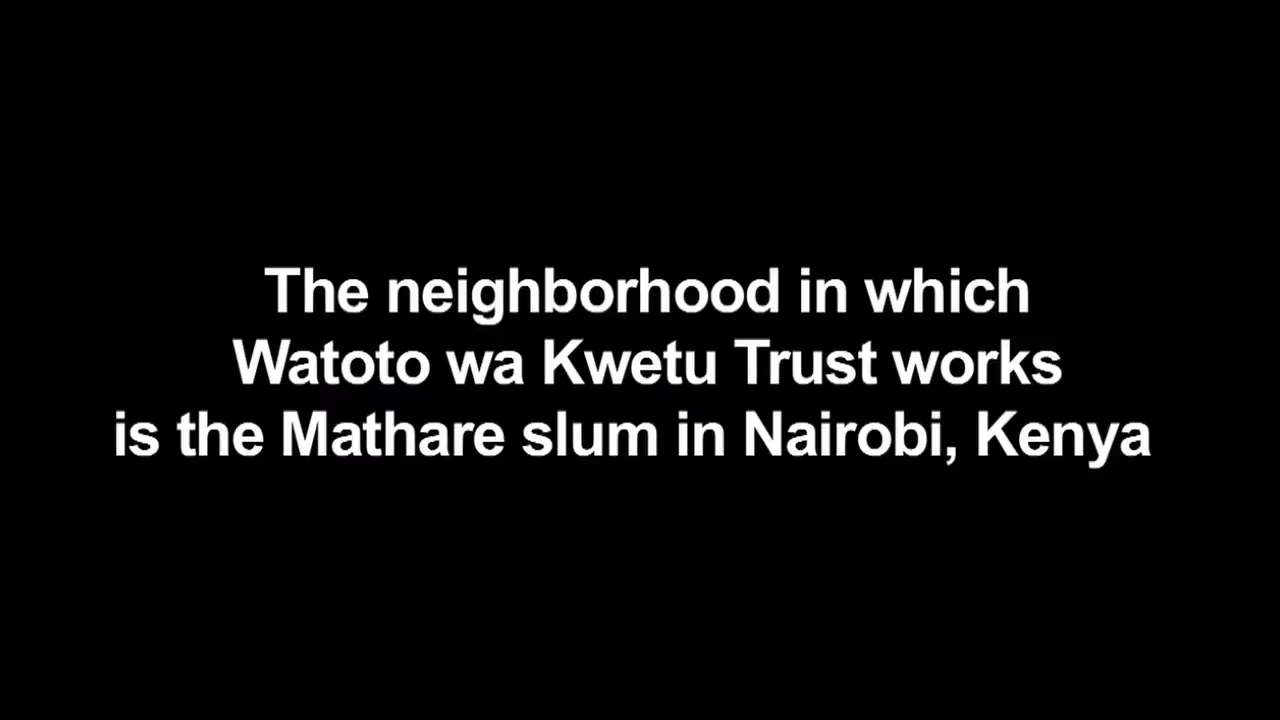 The neighborhood in which
Watoto wa Kwetu Trust works
is the Mathare slum in Nairobi, Kenya